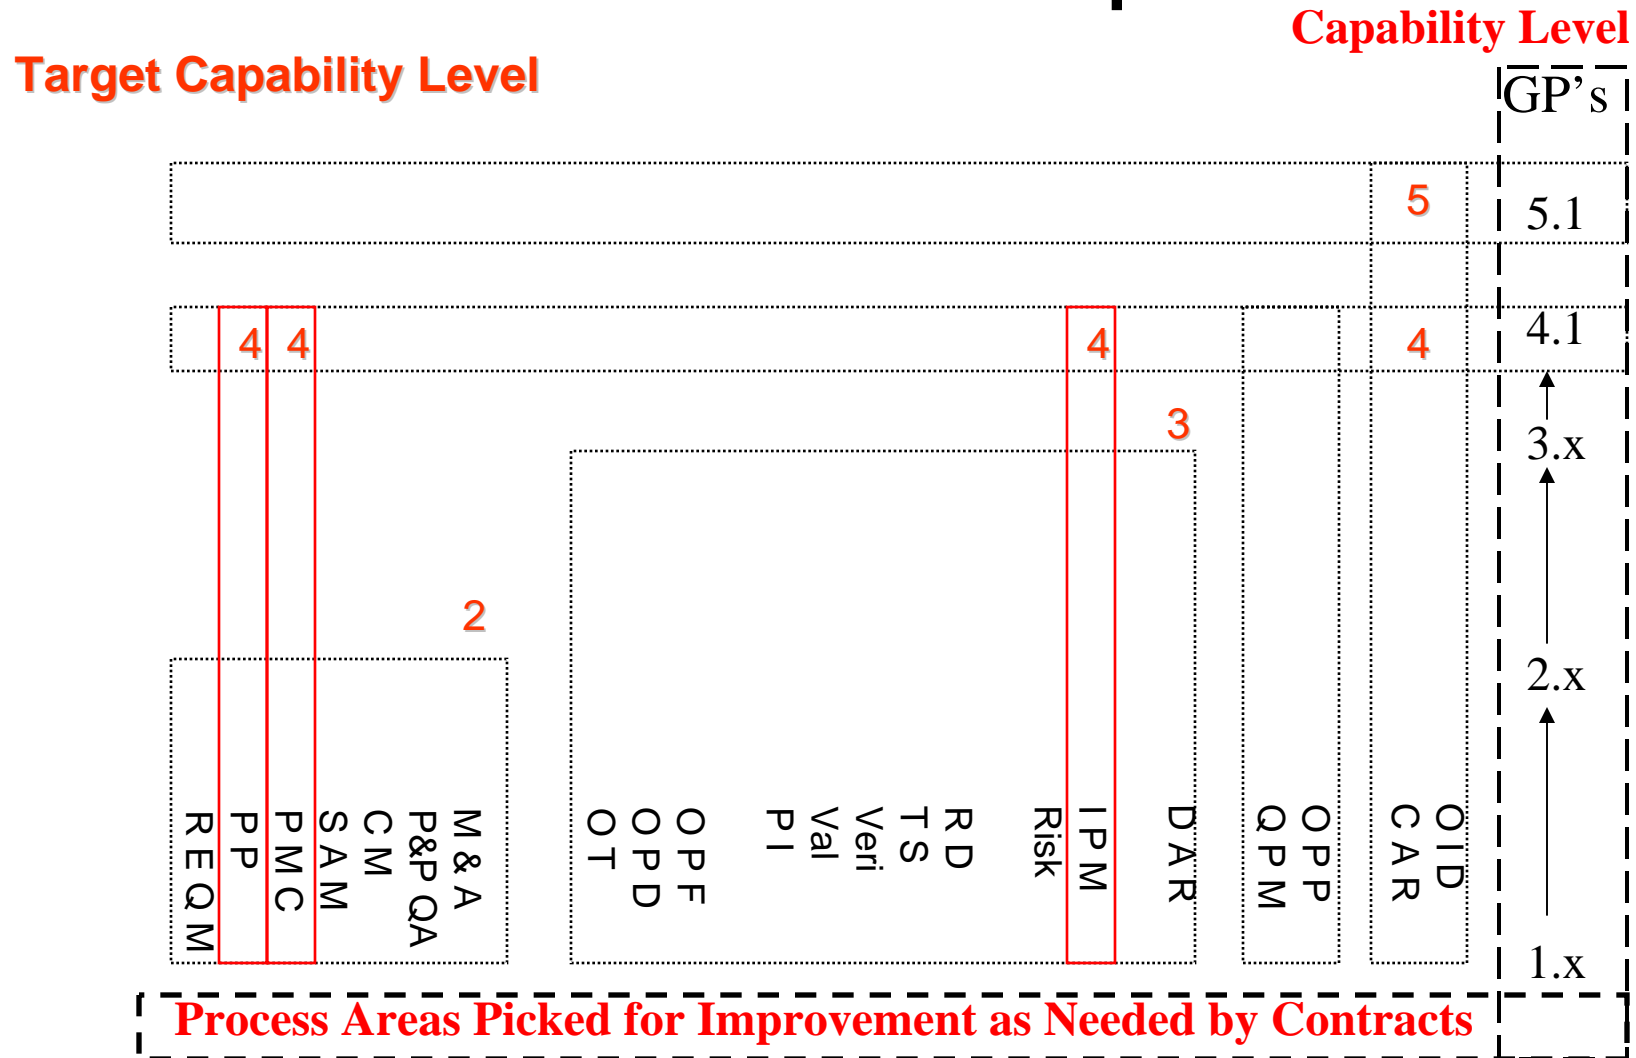 Capability Level
Target Capability Level
GP's
5
5.1
4
4
4
4
4.1
3
3.x
2
2.x
REQM
PP
PMC
SAM
CM
P&P QA
M & A
OT
OPD
OPF
PI
Val
Veri
TS
RD
Risk
IPM
DAR
QPM
OPP
CAR
OID
1.x
Process Areas Picked for Improvement as Needed by Contracts